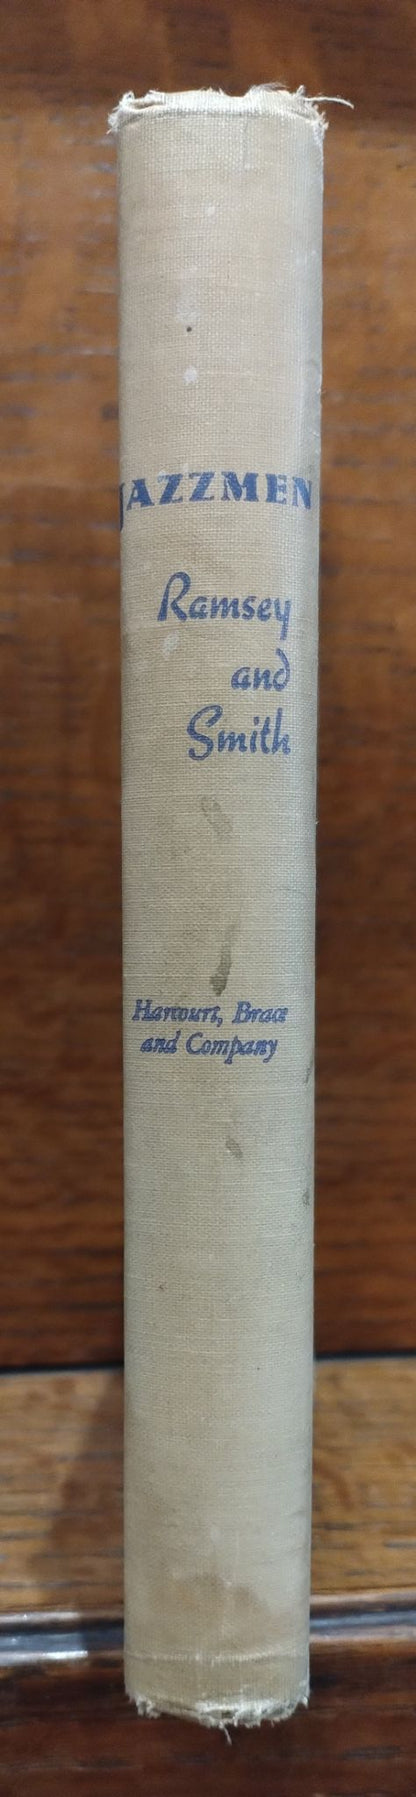 JAZZMEN
Ramsey
and
Smith
Harcourt, Brace
and Company